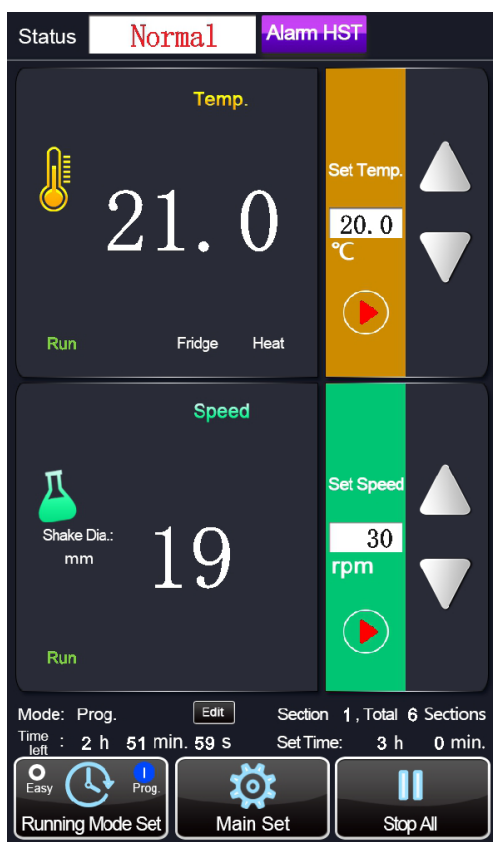 Status Normal Alarm HST
Temp.
Set Temp.
21.0
20.0
℃
Run Fridge Heat
Speed
Set Speed
Shake Dia.:
mm
19
30
rpm
Run
Mode: Prog. Edit Section 1, Total 6 Sections
Time left : 2 h 51 min. 59 s Set Time: 3 h 0 min.
Easy Prog.
Running Mode Set Main Set Stop All